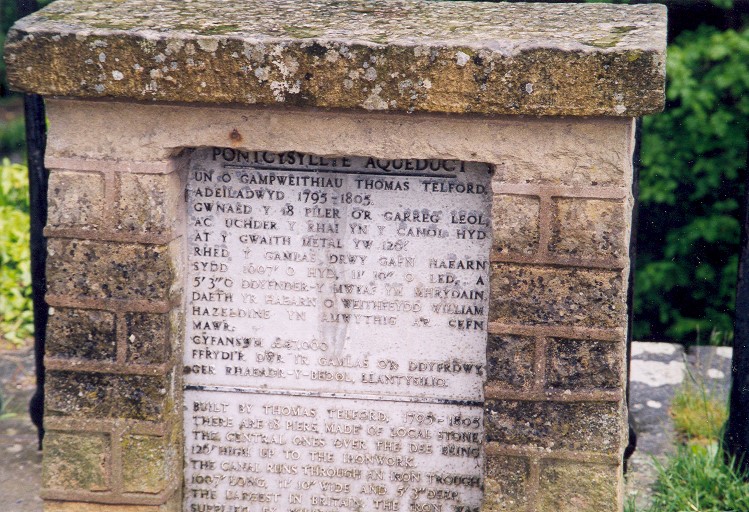 PONTCYSYLLTE AQUEDUCT
UN O GAMPWEITHIAU THOMAS TELFORD,
ADEILADWYD 1795-1805.
GWNAED Y 18 PILER O'R GARREG LEOL,
A'C UCHDER Y RHAI YN Y CANOL HYD
AT Y GWAITH METAL YW 126'.
RHED Y GAMLAS DRWY GAFN HAEARN
SYDD 1007' O HYD, 11' 10" O LED, A
5' 3" O DDYFNDER-Y MWYAF YM MHRYDAIN.
DAETH YR HAEARN O WEITHFEYDD WILLIAM
HAZELDINE YN AMWYTHIG A'R CEFN
MAWR.
CYFANSWM
FFRYDI'R DWR I'R GAMLAS O'R DDYFRDWY
GER RHAEADR-Y-BEDOL, LLANTYSILIO.
BUILT BY THOMAS TELFORD, 1795-1805
THERE ARE 18 PIERS, MADE OF LOCAL STONE,
THE CENTRAL ONES OVER THE DEE BEING
126' HIGH UP TO THE IRONWORK.
THE CANAL RUNS THROUGH AN IRON TROUGH,
1007' LONG, 11' 10" WIDE AND 5' 3" DEEP,
THE LARGEST IN BRITAIN. THE IRON WAS
SUPPLIED BY